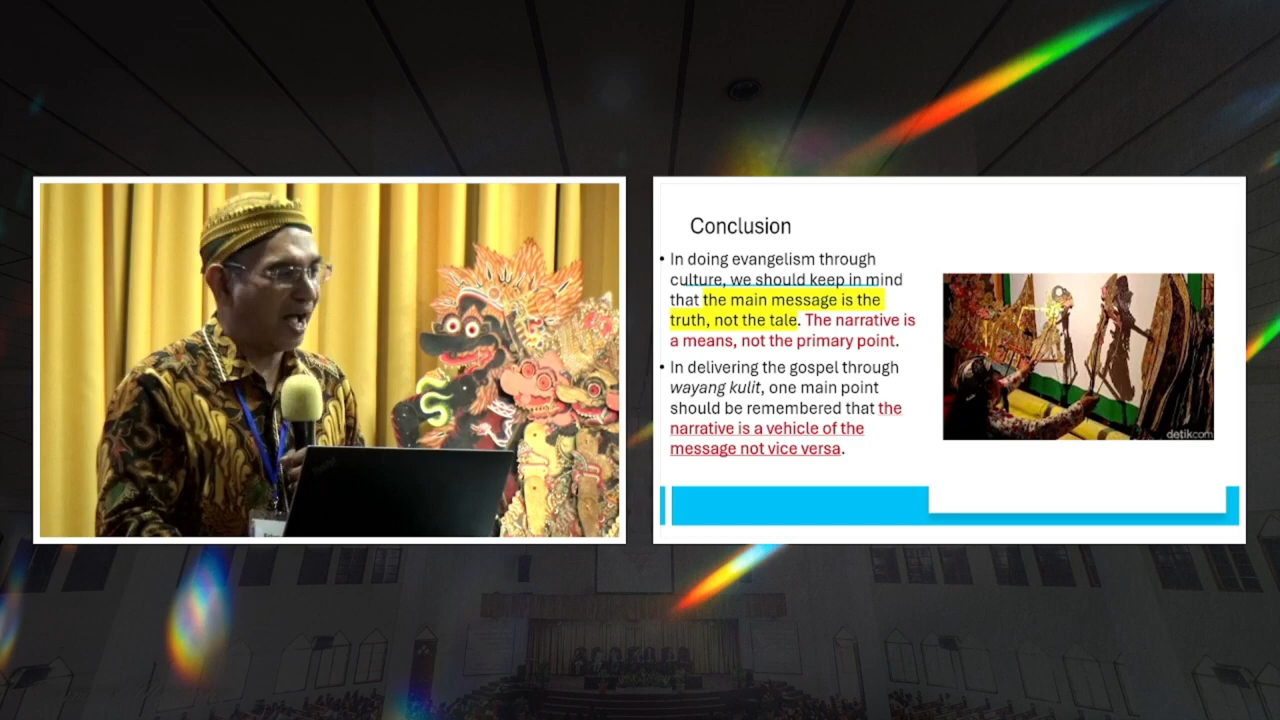 Conclusion
• In doing evangelism through
culture, we should keep in mind
that the main message is the
truth, not the tale. The narrative is
a means, not the primary point.
• In delivering the gospel through
wayang kulit, one main point
should be remembered that the
narrative is a vehicle of the
message not vice versa.
detikcom